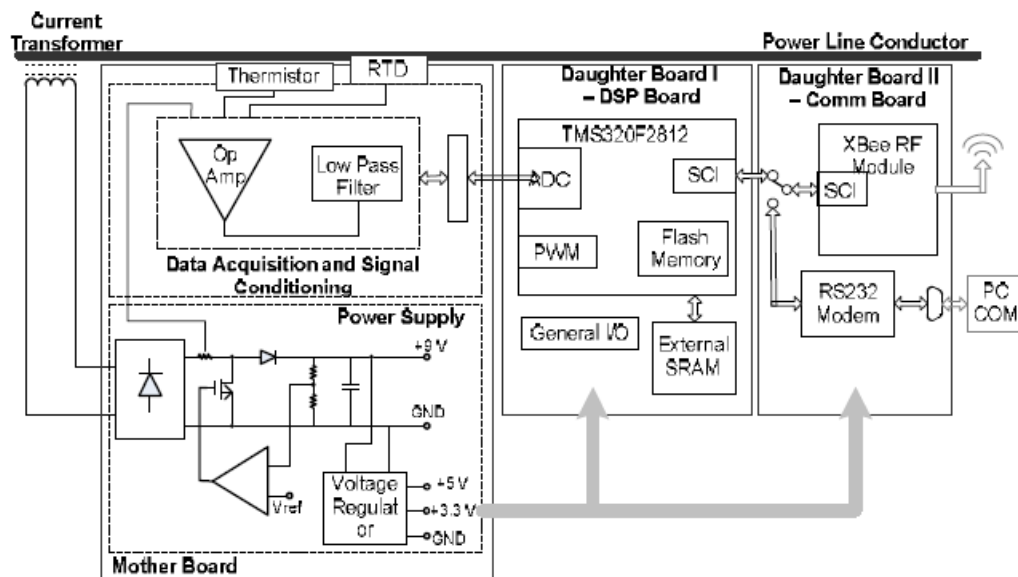 Current
Transformer
Power Line Conductor
Thermistor
RTD
Op
Amp
Low Pass
Filter
Data Acquisition and Signal
Conditioning
Power Supply
+9 V
GND
Vref
Voltage
Regulat
or
+5 V
+3.3 V
GND
Mother Board
Daughter Board I
– DSP Board
TMS320F2812
ADC
SCI
PWM
Flash
Memory
General I/O
External
SRAM
Daughter Board II
– Comm Board
XBee RF
Module
SCI
RS232
Modem
PC
COM